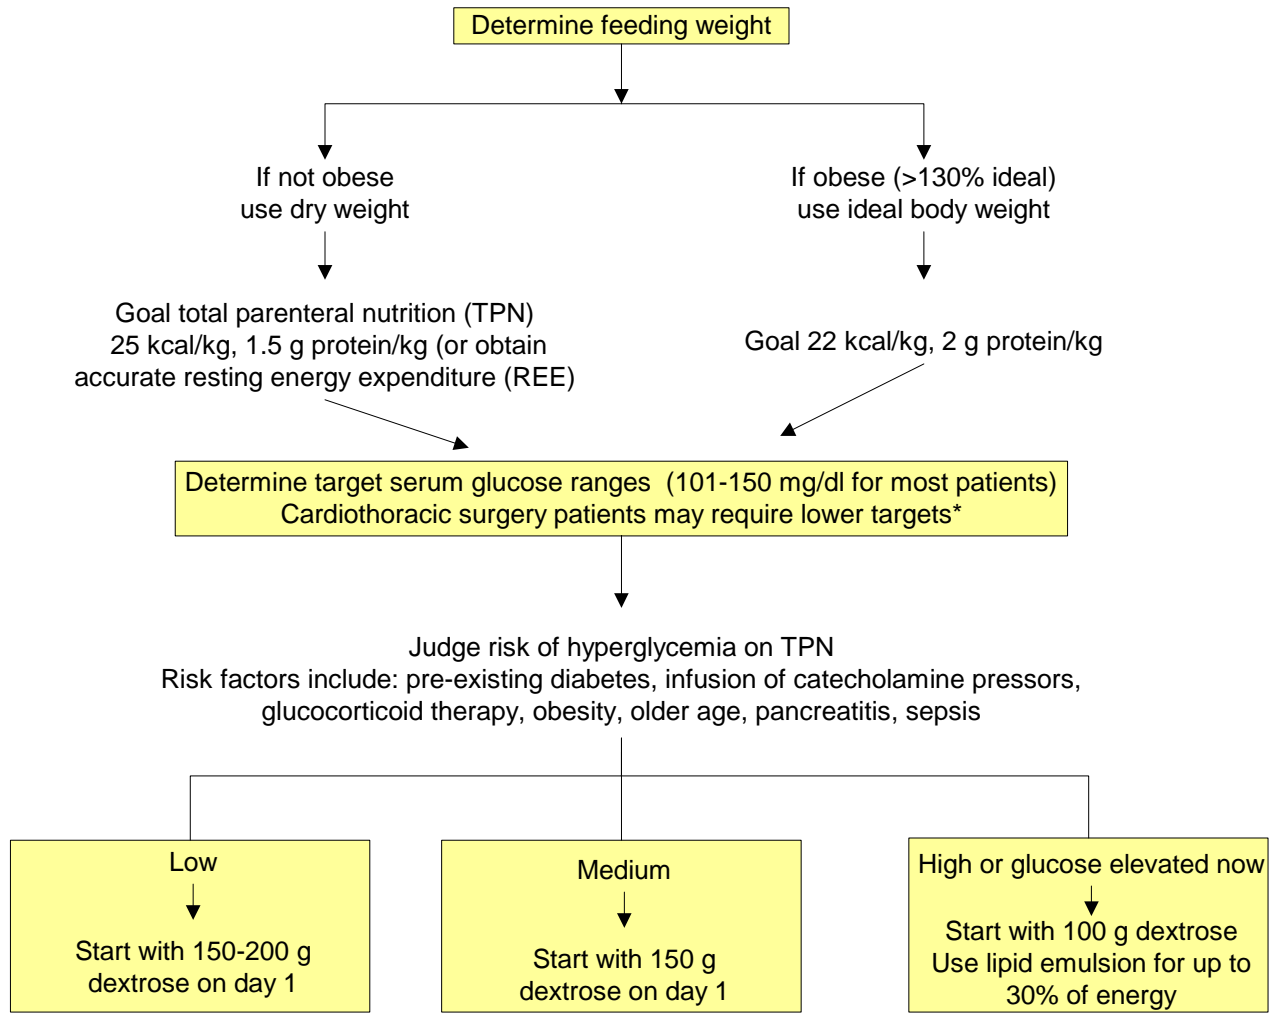 Determine feeding weight
If not obese
use dry weight
If obese (>130% ideal)
use ideal body weight
Goal total parenteral nutrition (TPN)
25 kcal/kg, 1.5 g protein/kg (or obtain
accurate resting energy expenditure (REE)
Goal 22 kcal/kg, 2 g protein/kg
Determine target serum glucose ranges  (101-150 mg/dl for most patients)
Cardiothoracic surgery patients may require lower targets*
Judge risk of hyperglycemia on TPN
Risk factors include: pre-existing diabetes, infusion of catecholamine pressors,
glucocorticoid therapy, obesity, older age, pancreatitis, sepsis
Low
Start with 150-200 g
dextrose on day 1
Medium
Start with 150 g
dextrose on day 1
High or glucose elevated now
Start with 100 g dextrose
Use lipid emulsion for up to
30% of energy